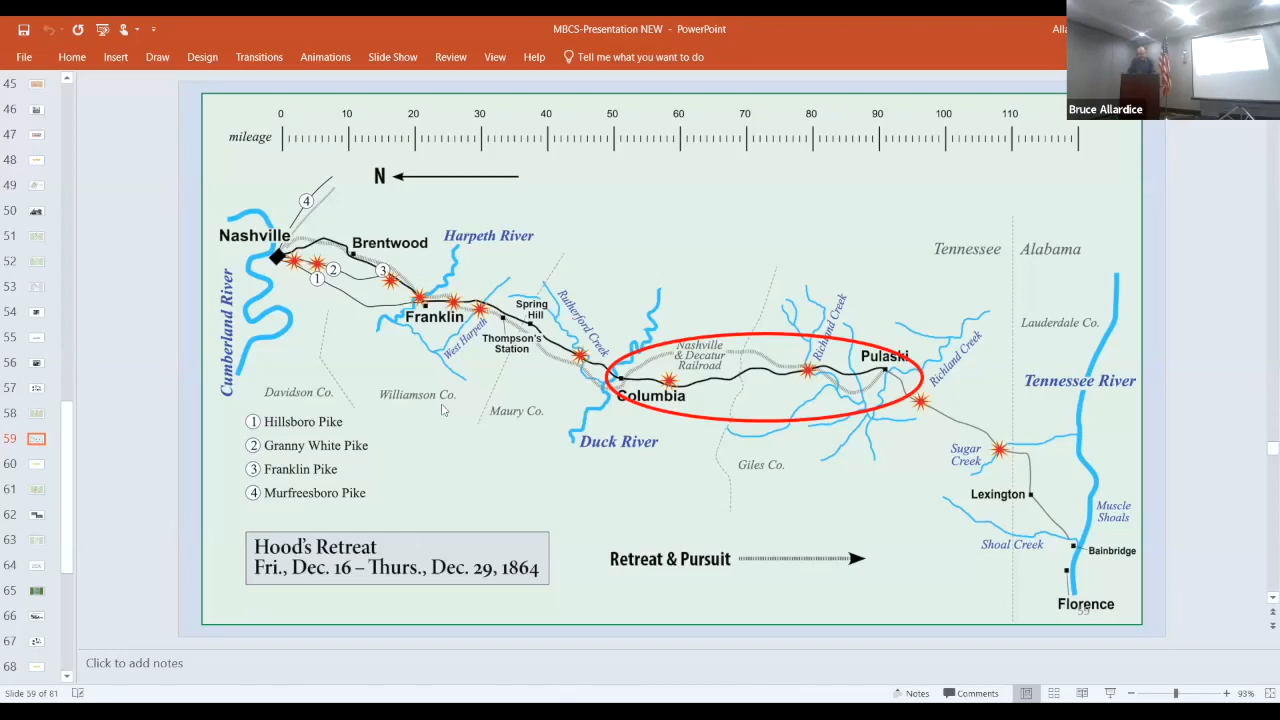 MBCS-Presentation NEW - PowerPoint
File Home Insert Draw Design Transitions Animations Slide Show Review View Help Tell me what you want to do
Bruce Allardice
45
46
47
48
49
50
51
52
53
54
55
56
57
58
59
60
61
62
63
64
65
66
67
68
0 10 20 30 40 50 60 70 80 90 100 110
mileage
N
4
Nashville
Brentwood
Harpeth River
Tennessee Alabama
1
2
3
Cumberland River
Franklin
West Harpeth
Spring
Hill
Thompson's
Station
Rutherford Creek
Nashville
& Decatur
Railroad
Richland Creek
Pulaski
Richland Creek
Lauderdale Co.
Tennessee River
Columbia
Davidson Co.
Williamson Co.
Maury Co.
Duck River
Giles Co.
1 Hillsboro Pike
2 Granny White Pike
3 Franklin Pike
4 Murfreesboro Pike
Sugar
Creek
Lexington
Muscle
Shoals
Shoal Creek
Bainbridge
Florence
59
Hood's Retreat
Fri., Dec. 16 – Thurs., Dec. 29, 1864
Retreat & Pursuit
Click to add notes
Slide 59 of 81
Notes
Comments
93%